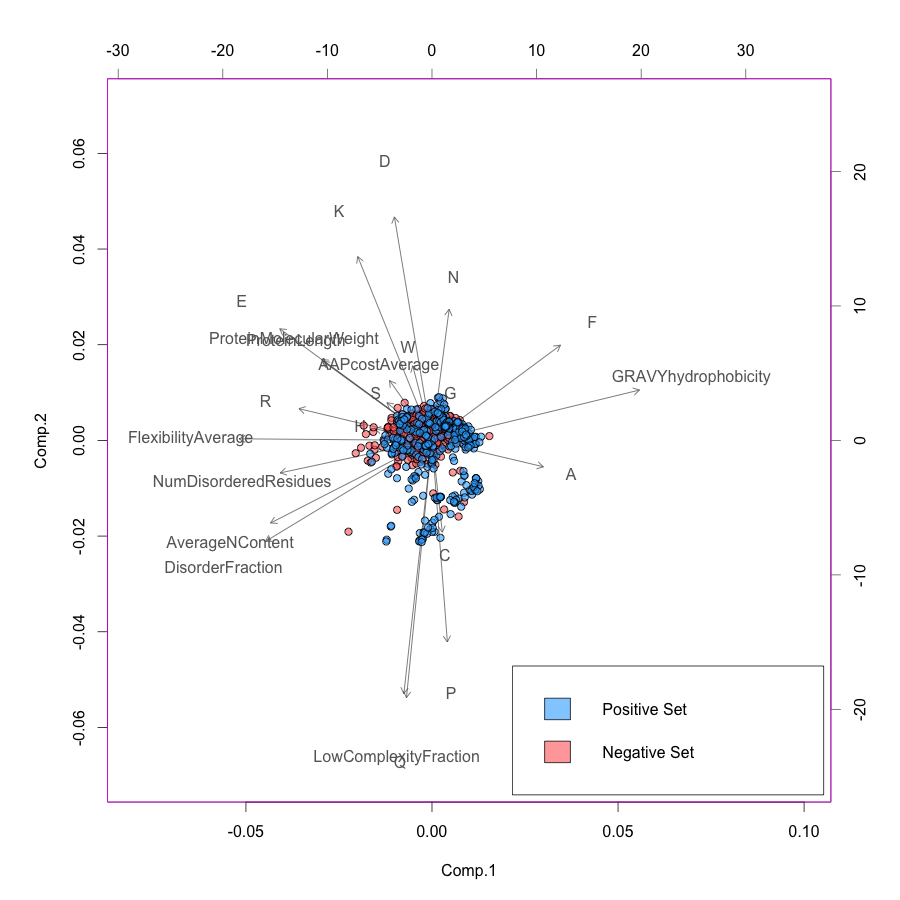 -30 -20 -10 0 10 20 30
D
K
N
E
F
ProteinMolecularWeight
ProteinLength
W
AAPcostAverage
GRAVYhydrophobicity
S
G
R
H
FlexibilityAverage
A
NumDisorderedResidues
AverageNContent
C
DisorderFraction
P
LowComplexityFraction
Q
Positive Set
Negative Set
0.06
0.04
0.02
0.00
-0.02
-0.04
-0.06
Comp.2
20
10
0
-10
-20
-0.05 0.00 0.05 0.10
Comp.1